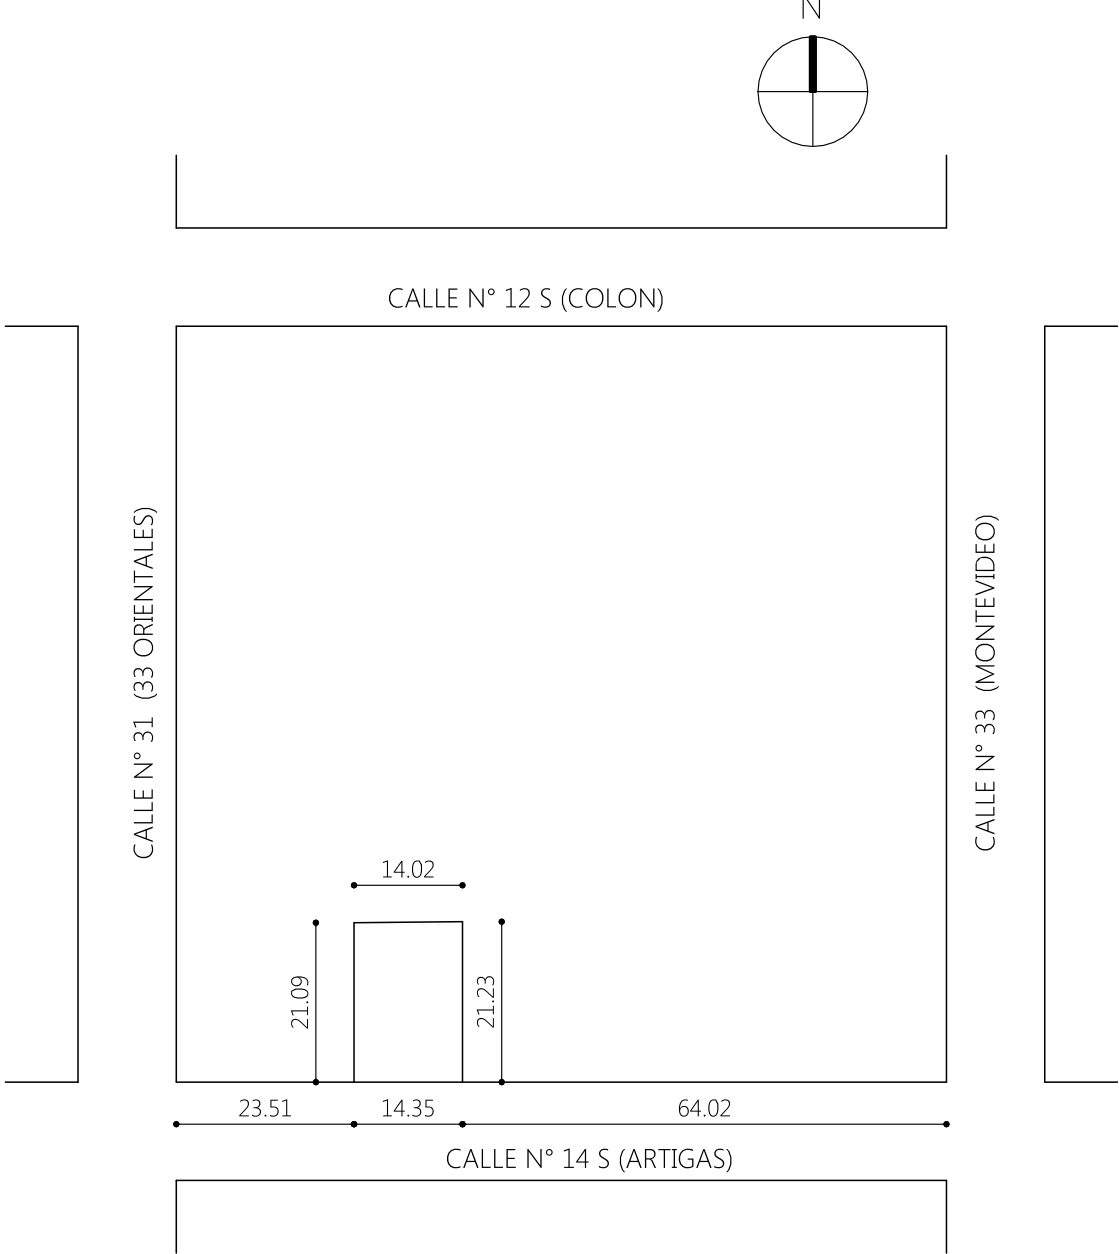 N
CALLE N° 12 S (COLON)
CALLE N° 31 (33 ORIENTALES)
CALLE N° 33 (MONTEVIDEO)
14.02
21.09
21.23
23.51
14.35
64.02
CALLE N° 14 S (ARTIGAS)